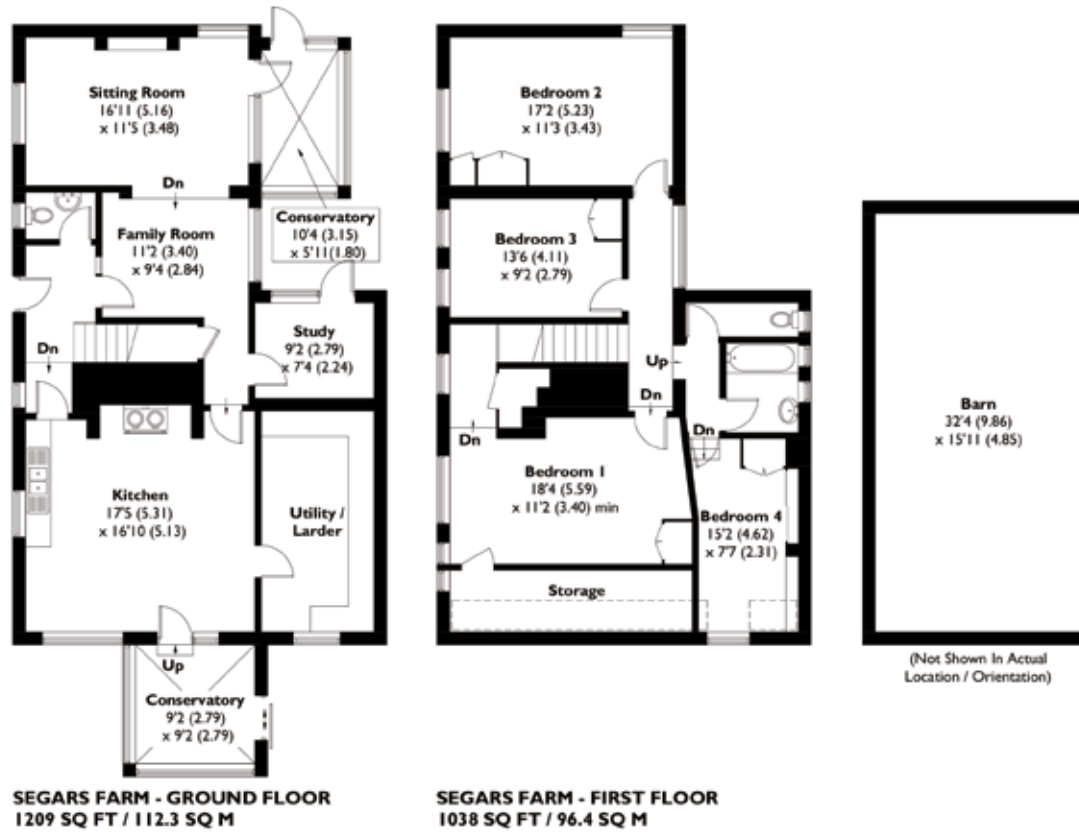 Sitting Room
16'11 (5.16)
x 11'5 (3.48)
Dn
Conservatory
10'4 (3.15)
x 5'11(1.80)
Family Room
11'2 (3.40)
x 9'4 (2.84)
Study
9'2 (2.79)
x 7'4 (2.24)
Dn
Kitchen
17'5 (5.31)
x 16'10 (5.13)
Utility /
Larder
Up
Conservatory
9'2 (2.79)
x 9'2 (2.79)
SEGARS FARM - GROUND FLOOR
1209 SQ FT / 112.3 SQ M
Bedroom 2
17'2 (5.23)
x 11'3 (3.43)
Bedroom 3
13'6 (4.11)
x 9'2 (2.79)
Up
Dn
Dn
Dn
Bedroom 1
18'4 (5.59)
x 11'2 (3.40) min
Bedroom 4
15'2 (4.62)
x 7'7 (2.31)
Storage
SEGARS FARM - FIRST FLOOR
1038 SQ FT / 96.4 SQ M
Barn
32'4 (9.86)
x 15'11 (4.85)
(Not Shown In Actual
Location / Orientation)